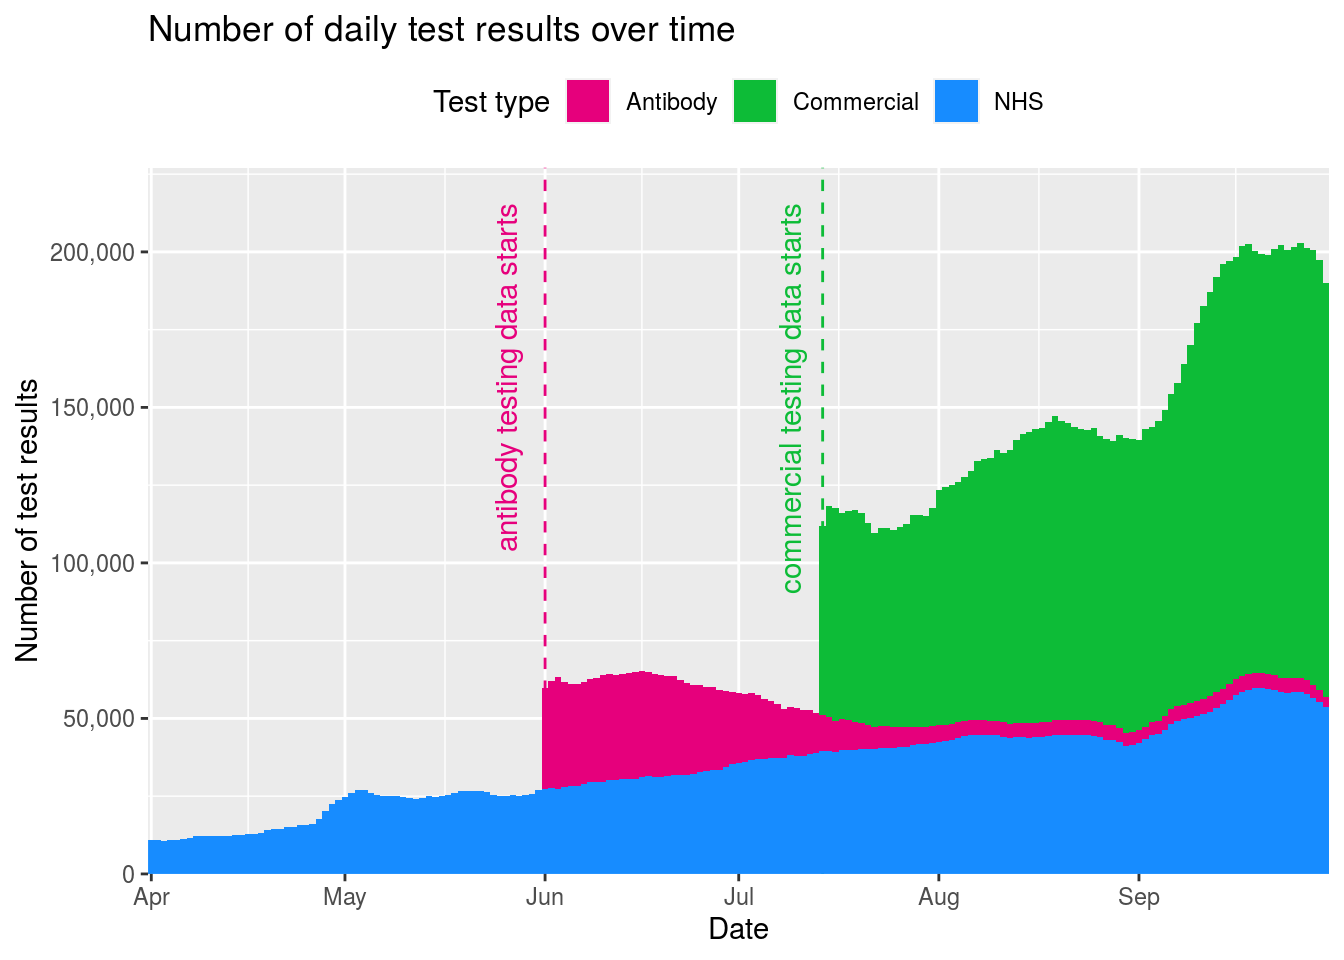 Number of daily test results over time
Test type Antibody Commercial NHS
antibody testing data starts
commercial testing data starts
Number of test results
200,000
150,000
100,000
50,000
0
Apr May Jun Jul Aug Sep
Date